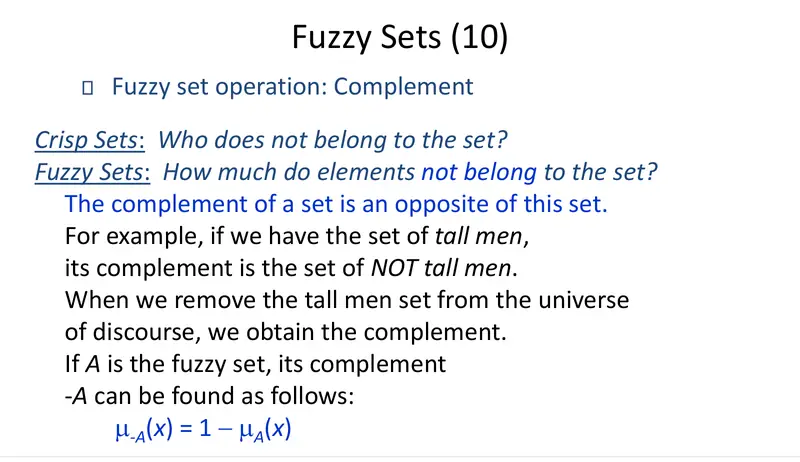 Fuzzy Sets (10)
Fuzzy set operation: Complement
Crisp Sets: Who does not belong to the set?
Fuzzy Sets: How much do elements not belong to the set?
The complement of a set is an opposite of this set.
For example, if we have the set of tall men,
its complement is the set of NOT tall men.
When we remove the tall men set from the universe
of discourse, we obtain the complement.
If A is the fuzzy set, its complement
-A can be found as follows:
μ-A(x) = 1 − μA(x)